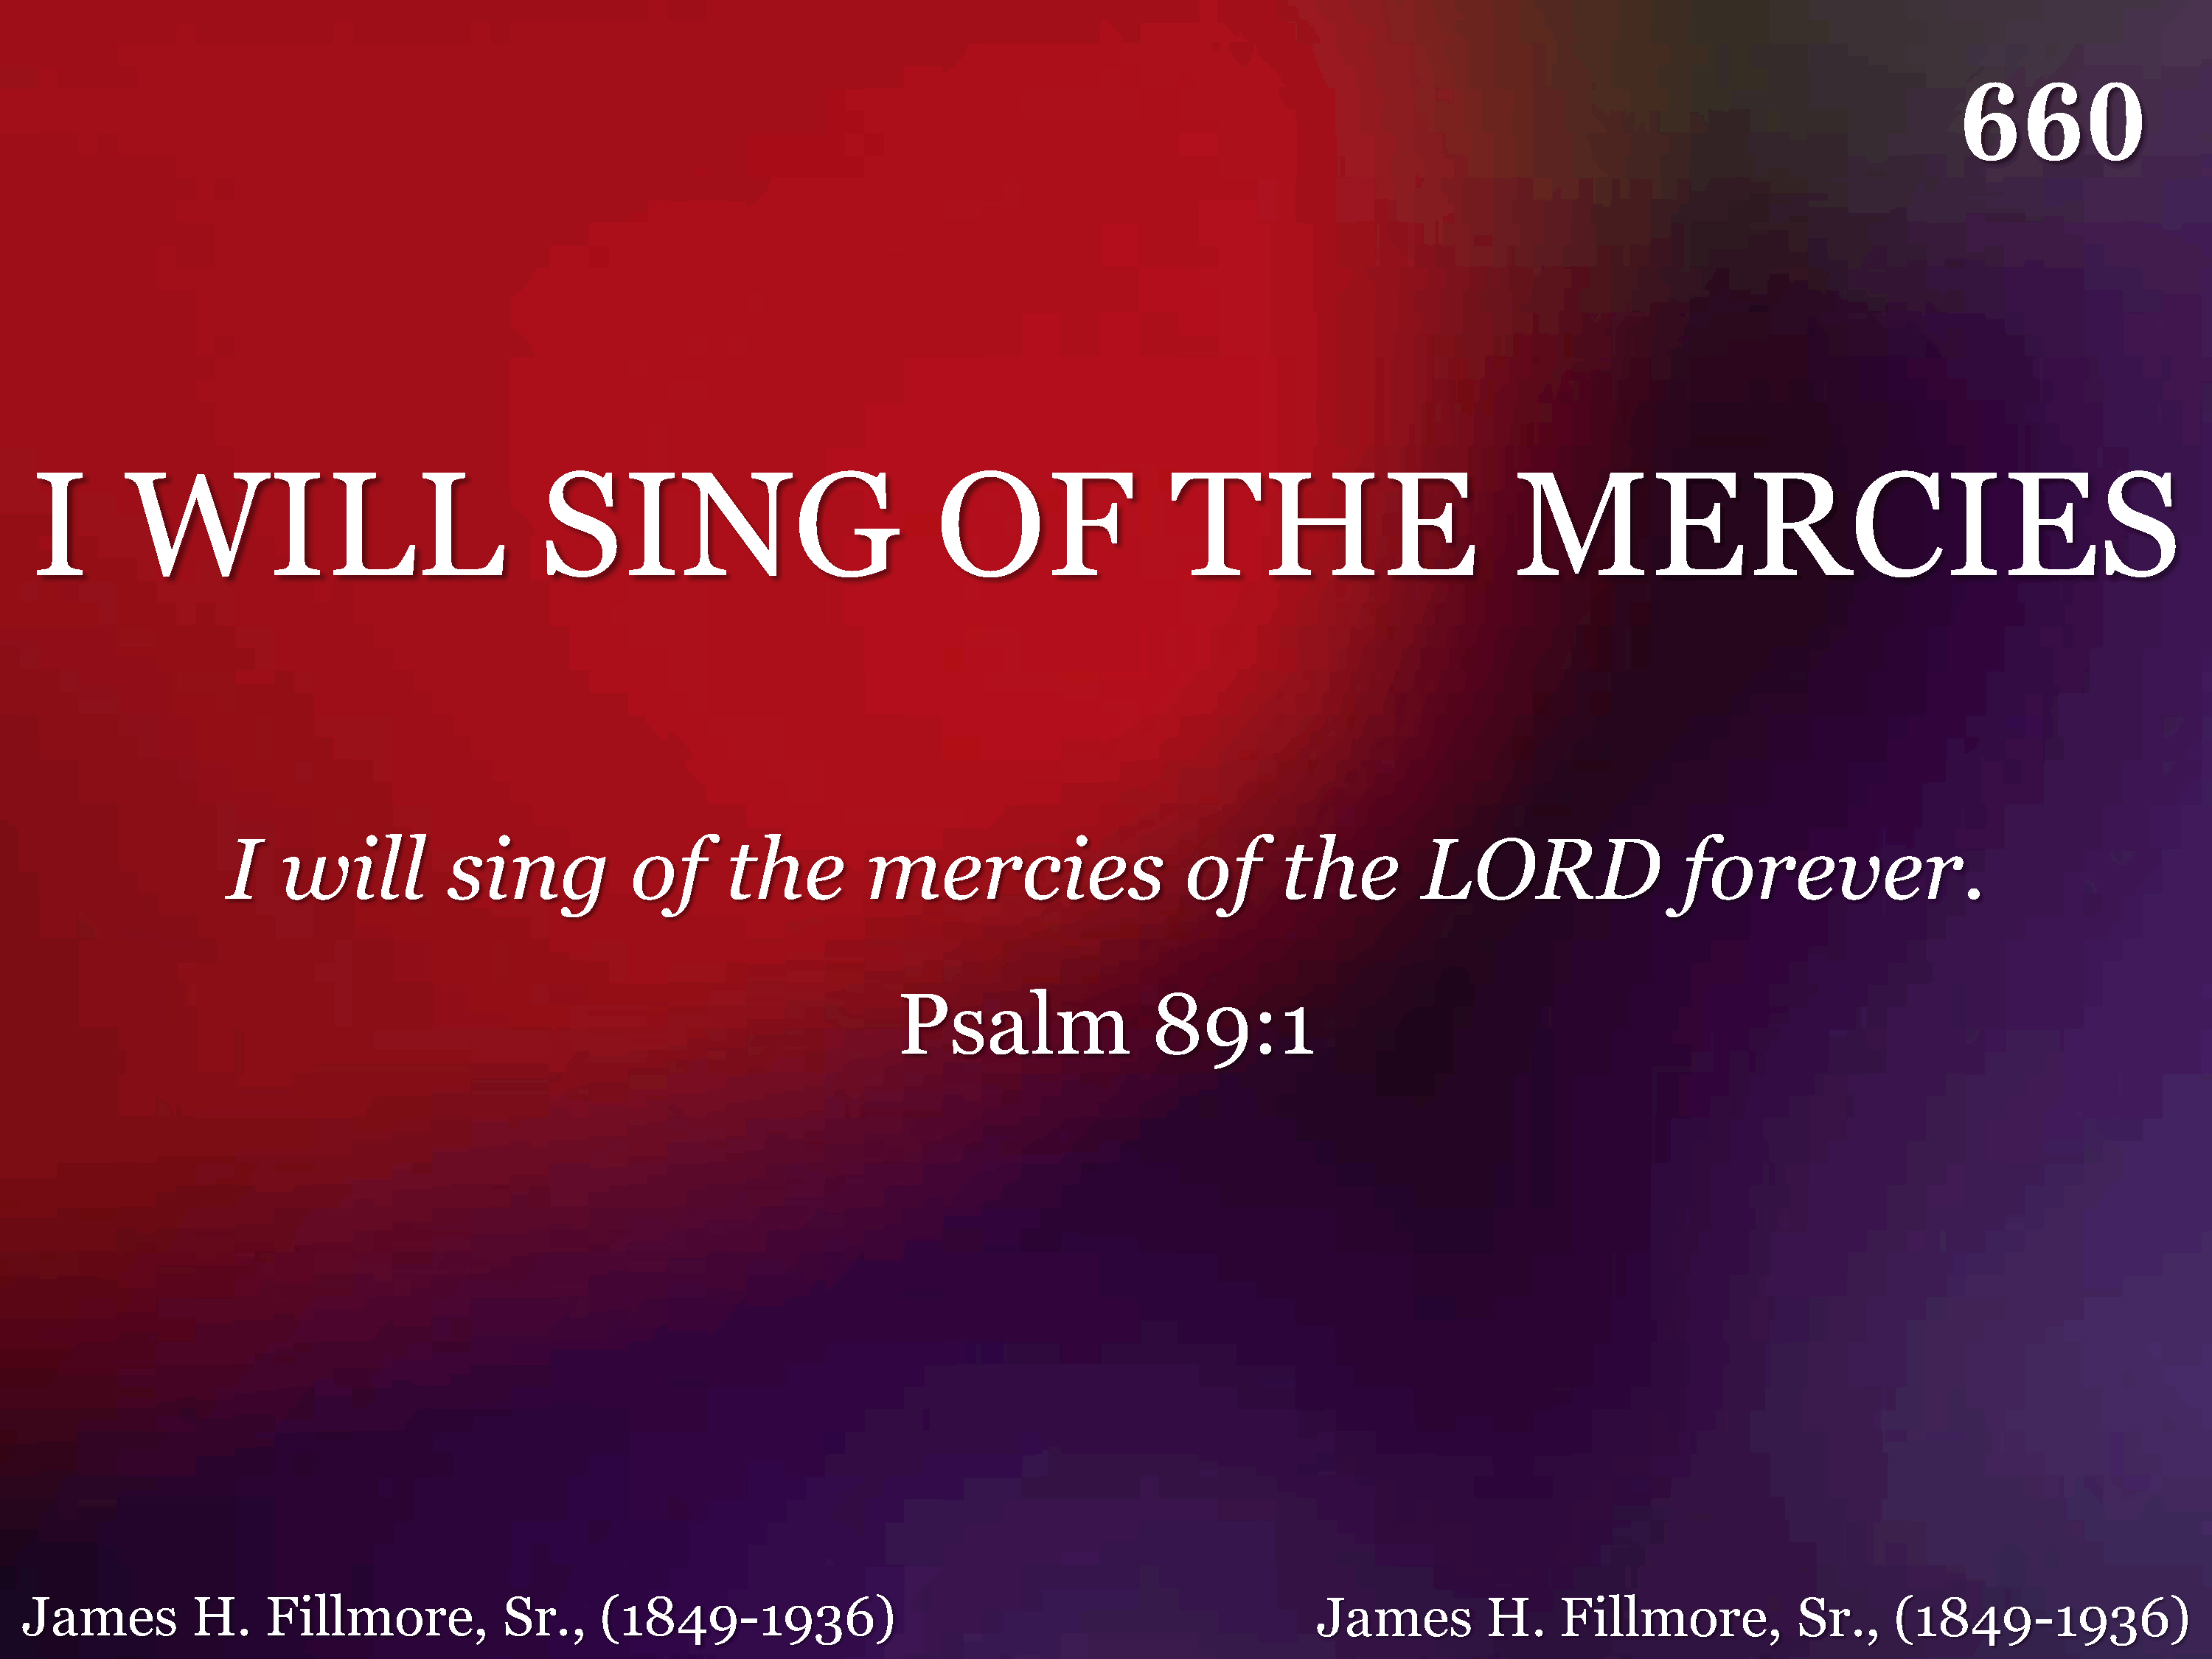 660
I WILL SING OF THE MERCIES
I will sing of the mercies of the LORD forever.
Psalm 89:1
James H. Fillmore, Sr., (1849-1936) James H. Fillmore, Sr., (1849-1936)